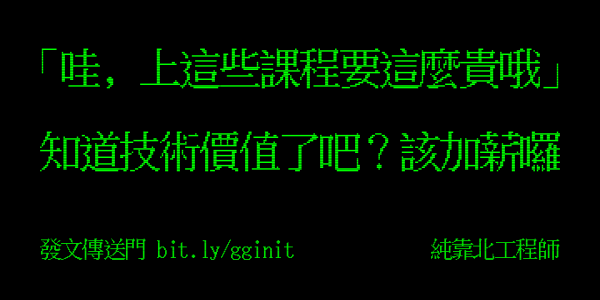 「哇，上這些課程要這麼貴哦」
知道技術價值了吧？該加薪囉
發文傳送門 bit.ly/gginit 純靠北工程師